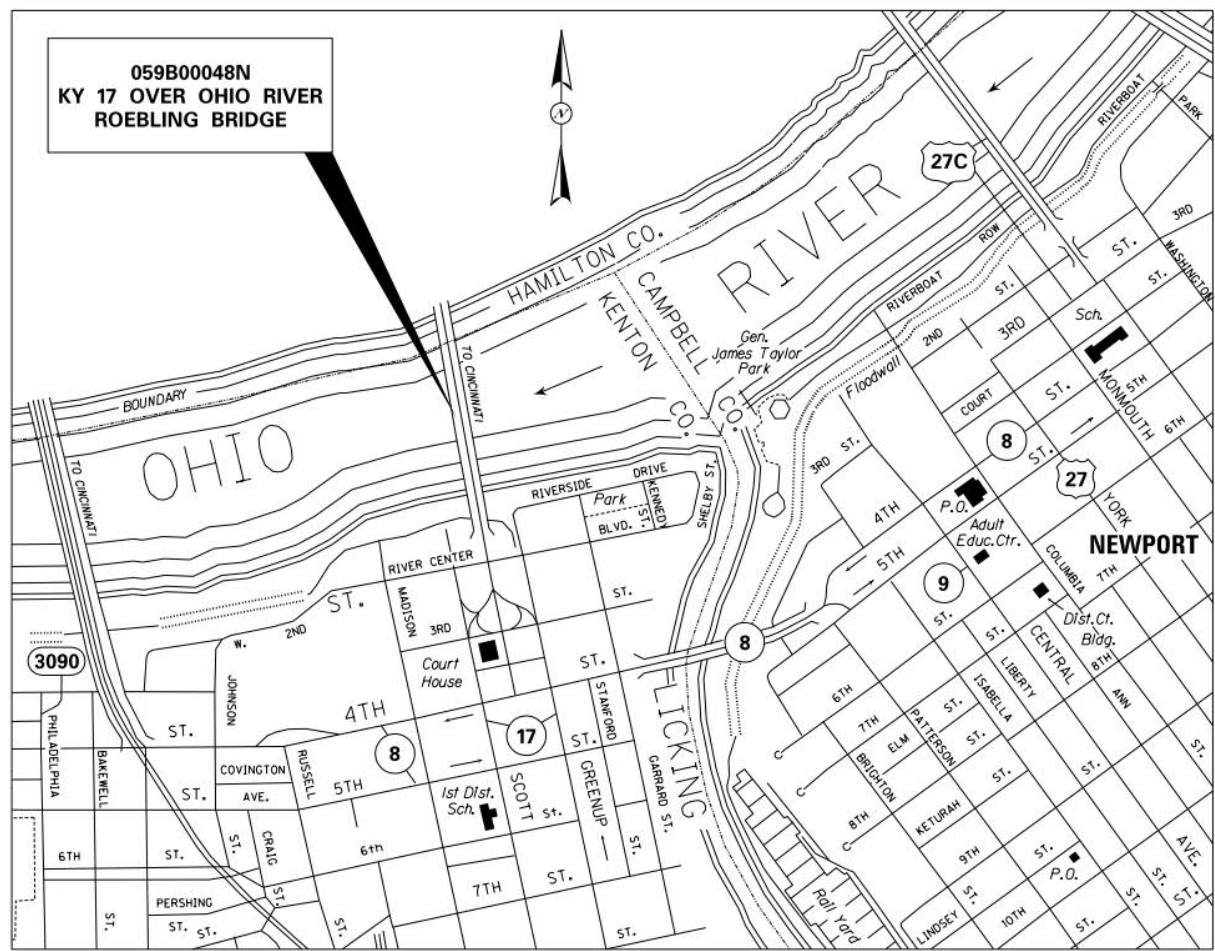 059B00048N
KY 17 OVER OHIO RIVER
ROEBLING BRIDGE
N
27C
RIVERBOAT
PARK
3RD
WASHINGTON
ST.
ST.
HAMILTON CO.
RIVER
CAMPBELL CO.
KENTON CO.
RIVERBOAT ROW
2ND ST.
3RD ST.
Sch.
MONMOUTH
5TH
6TH
Gen.
James Taylor
Park
Floodwall
COURT
ST.
8
ST.
27
YORK
BOUNDARY
TO CINCINNATI
TO CINCINNATI
OHIO
3RD ST.
4TH
5TH
P.O.
Adult
Educ.Ctr.
NEWPORT
COLUMBIA
7TH
RIVERSIDE DRIVE
Park
BLVD.
KENNEDY
ST.
SHELBY ST.
RIVER CENTER
9
Dist.Ct.
Bldg.
ST.
ST.
W. 2ND ST.
MADISON
3RD
ST.
8
LIBERTY
CENTRAL
8TH
ANN
3090
Court
House
ST.
6TH
7TH
ELM
ST.
ST.
PATTERSON
ISABELLA
BRIGHTON
ST.
JOHNSON
4TH
STANFORD
LICKING
PHILADELPHIA
BAKEWELL
ST.
8
17
ST.
COVINGTON
AVE.
RUSSELL
5TH
ST.
1st Dist.
Sch.
SCOTT
St.
GREENUP
GARRARD ST.
8TH
KETURAH
ST.
ST.
AVE.
6TH
ST.
ST.
CRAIG
ST.
6th
ST.
9TH
ST.
P.O.
ST.
ST.
7TH
ST.
PERSHING
ST.
ST.
ST.
ST.
ST.
Rail Yard
LINDSEY
ST.
10TH
ST.
ST.